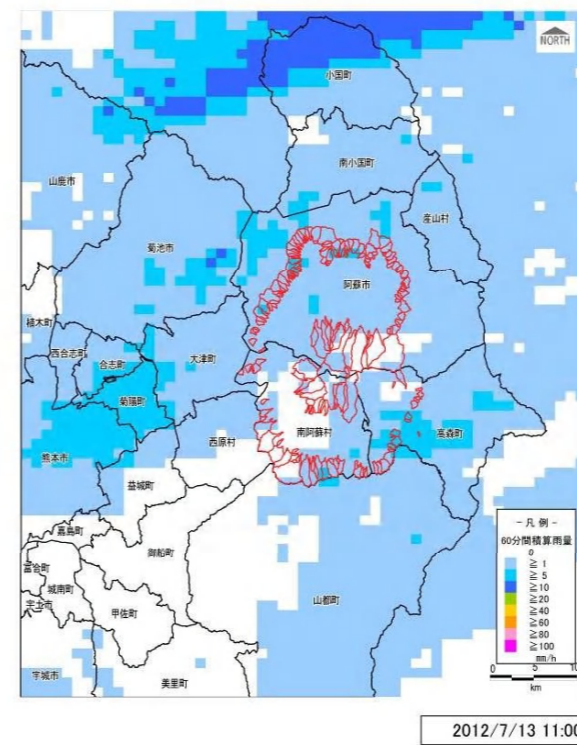 NORTH
小国町
南小国町
山鹿市
産山村
菊池市
阿蘇市
植木町
西合志町
合志町
大津町
菊陽町
南阿蘇村
高森町
西原村
熊本市
益城町
嘉島町
御船町
富合町
城南町
宇土市
甲佐町
山都町
宇城市
美里町
- 凡 例 -
60分間積算雨量
0
≧ 1
≧ 5
≧ 10
≧ 20
≧ 40
≧ 60
≧ 80
≧ 100
mm/h
0 5 10
km
2012/7/13 11:00